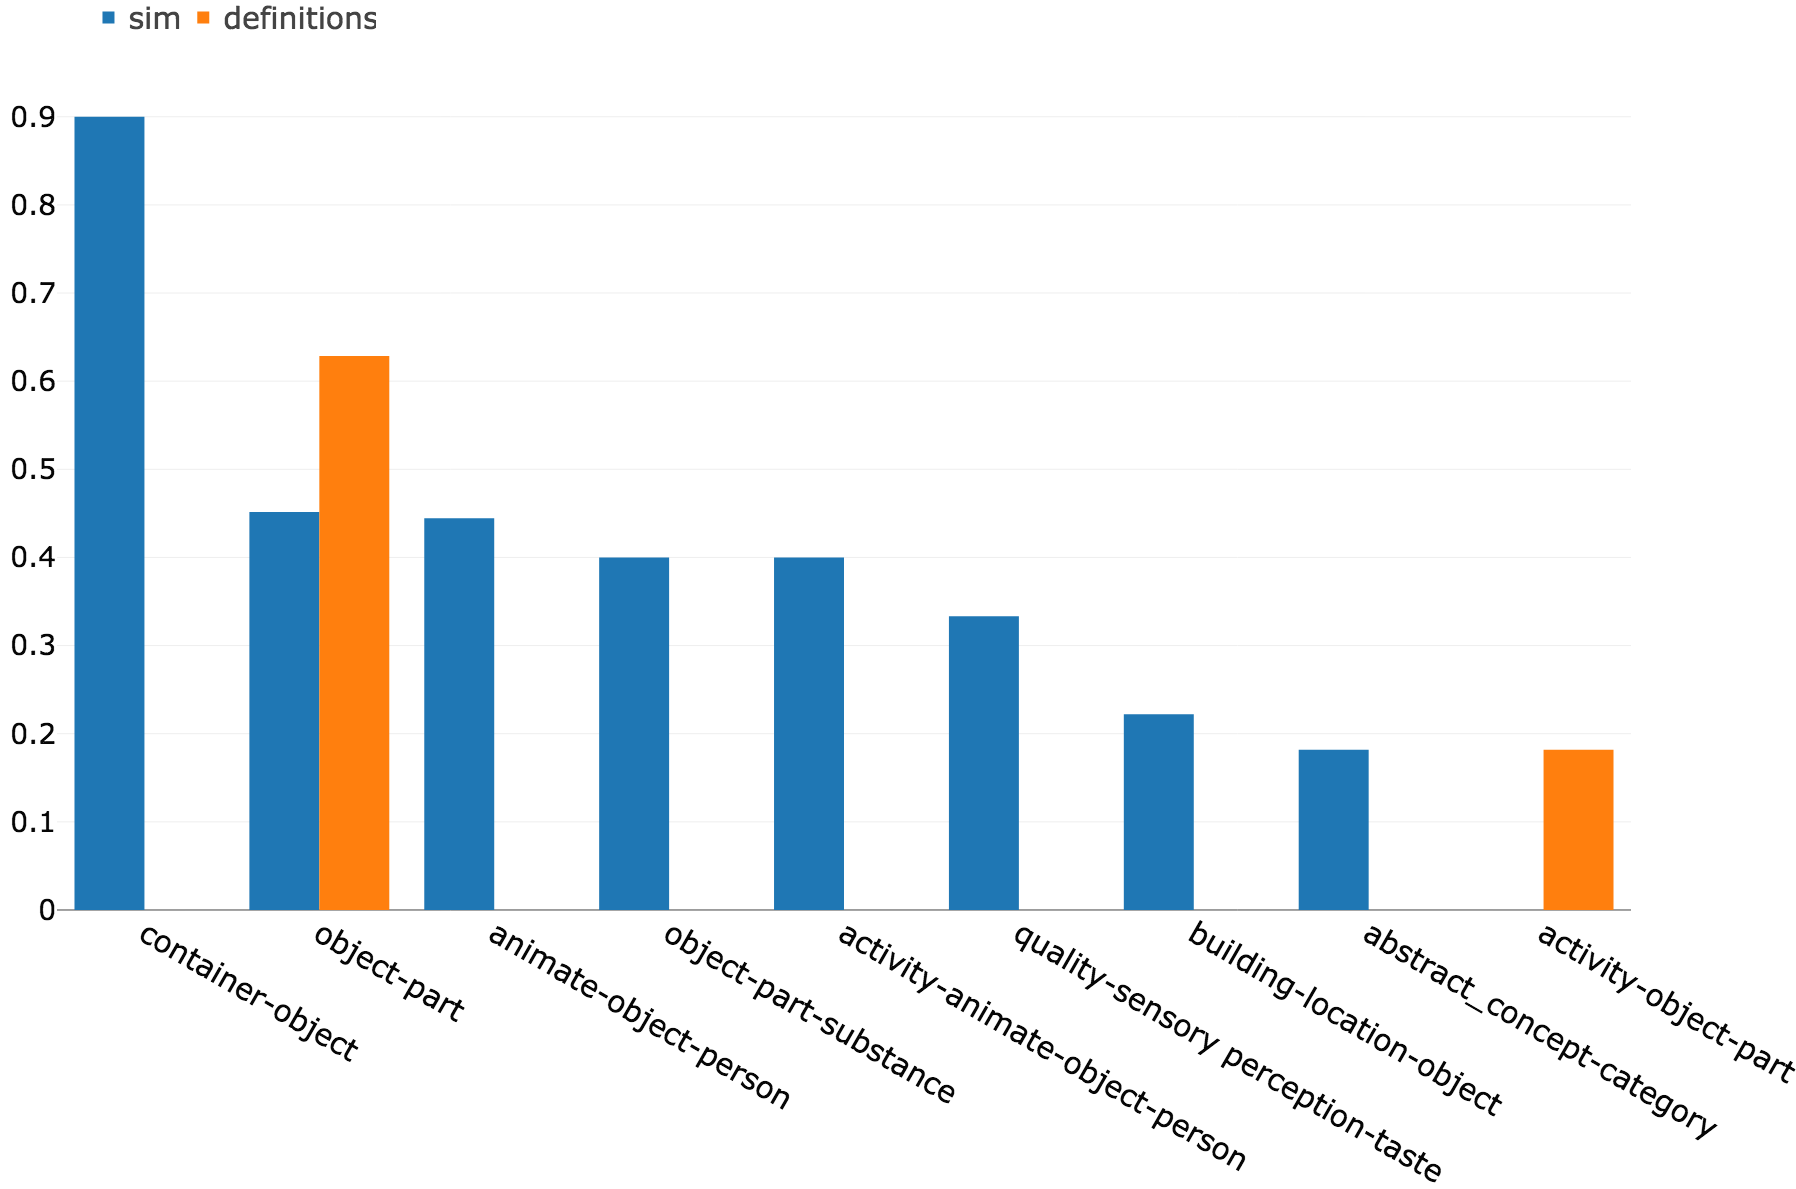 sim definitions
0.9
0.8
0.7
0.6
0.5
0.4
0.3
0.2
0.1
0
container-object
object-part
animate-object-person
object-part-substance
activity-animate-object-person
quality-sensory perception-taste
building-location-object
abstract_concept-category
activity-object-part